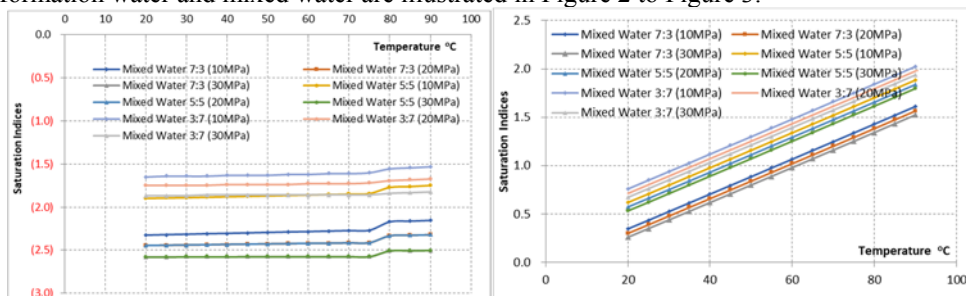 formation water and mixed water are illustrated in Figure 2 to Figure 3.
0 10 20 30 40 50 60 70 80 90 100
0.0
(0.5)
(1.0)
(1.5)
(2.0)
(2.5)
(3.0)
Saturation Indices
Temperature °C
Mixed Water 7:3 (10MPa) Mixed Water 7:3 (20MPa)
Mixed Water 7:3 (30MPa) Mixed Water 5:5 (10MPa)
Mixed Water 5:5 (20MPa) Mixed Water 5:5 (30MPa)
Mixed Water 3:7 (10MPa) Mixed Water 3:7 (20MPa)
Mixed Water 3:7 (30MPa)
2.5
2.0
1.5
1.0
0.5
0.0
Saturation Indices
Mixed Water 7:3 (10MPa) Mixed Water 7:3 (20MPa)
Mixed Water 7:3 (30MPa) Mixed Water 5:5 (10MPa)
Mixed Water 5:5 (20MPa) Mixed Water 5:5 (30MPa)
Mixed Water 3:7 (10MPa) Mixed Water 3:7 (20MPa)
Mixed Water 3:7 (30MPa)
Temperature °C
0 20 40 60 80 100